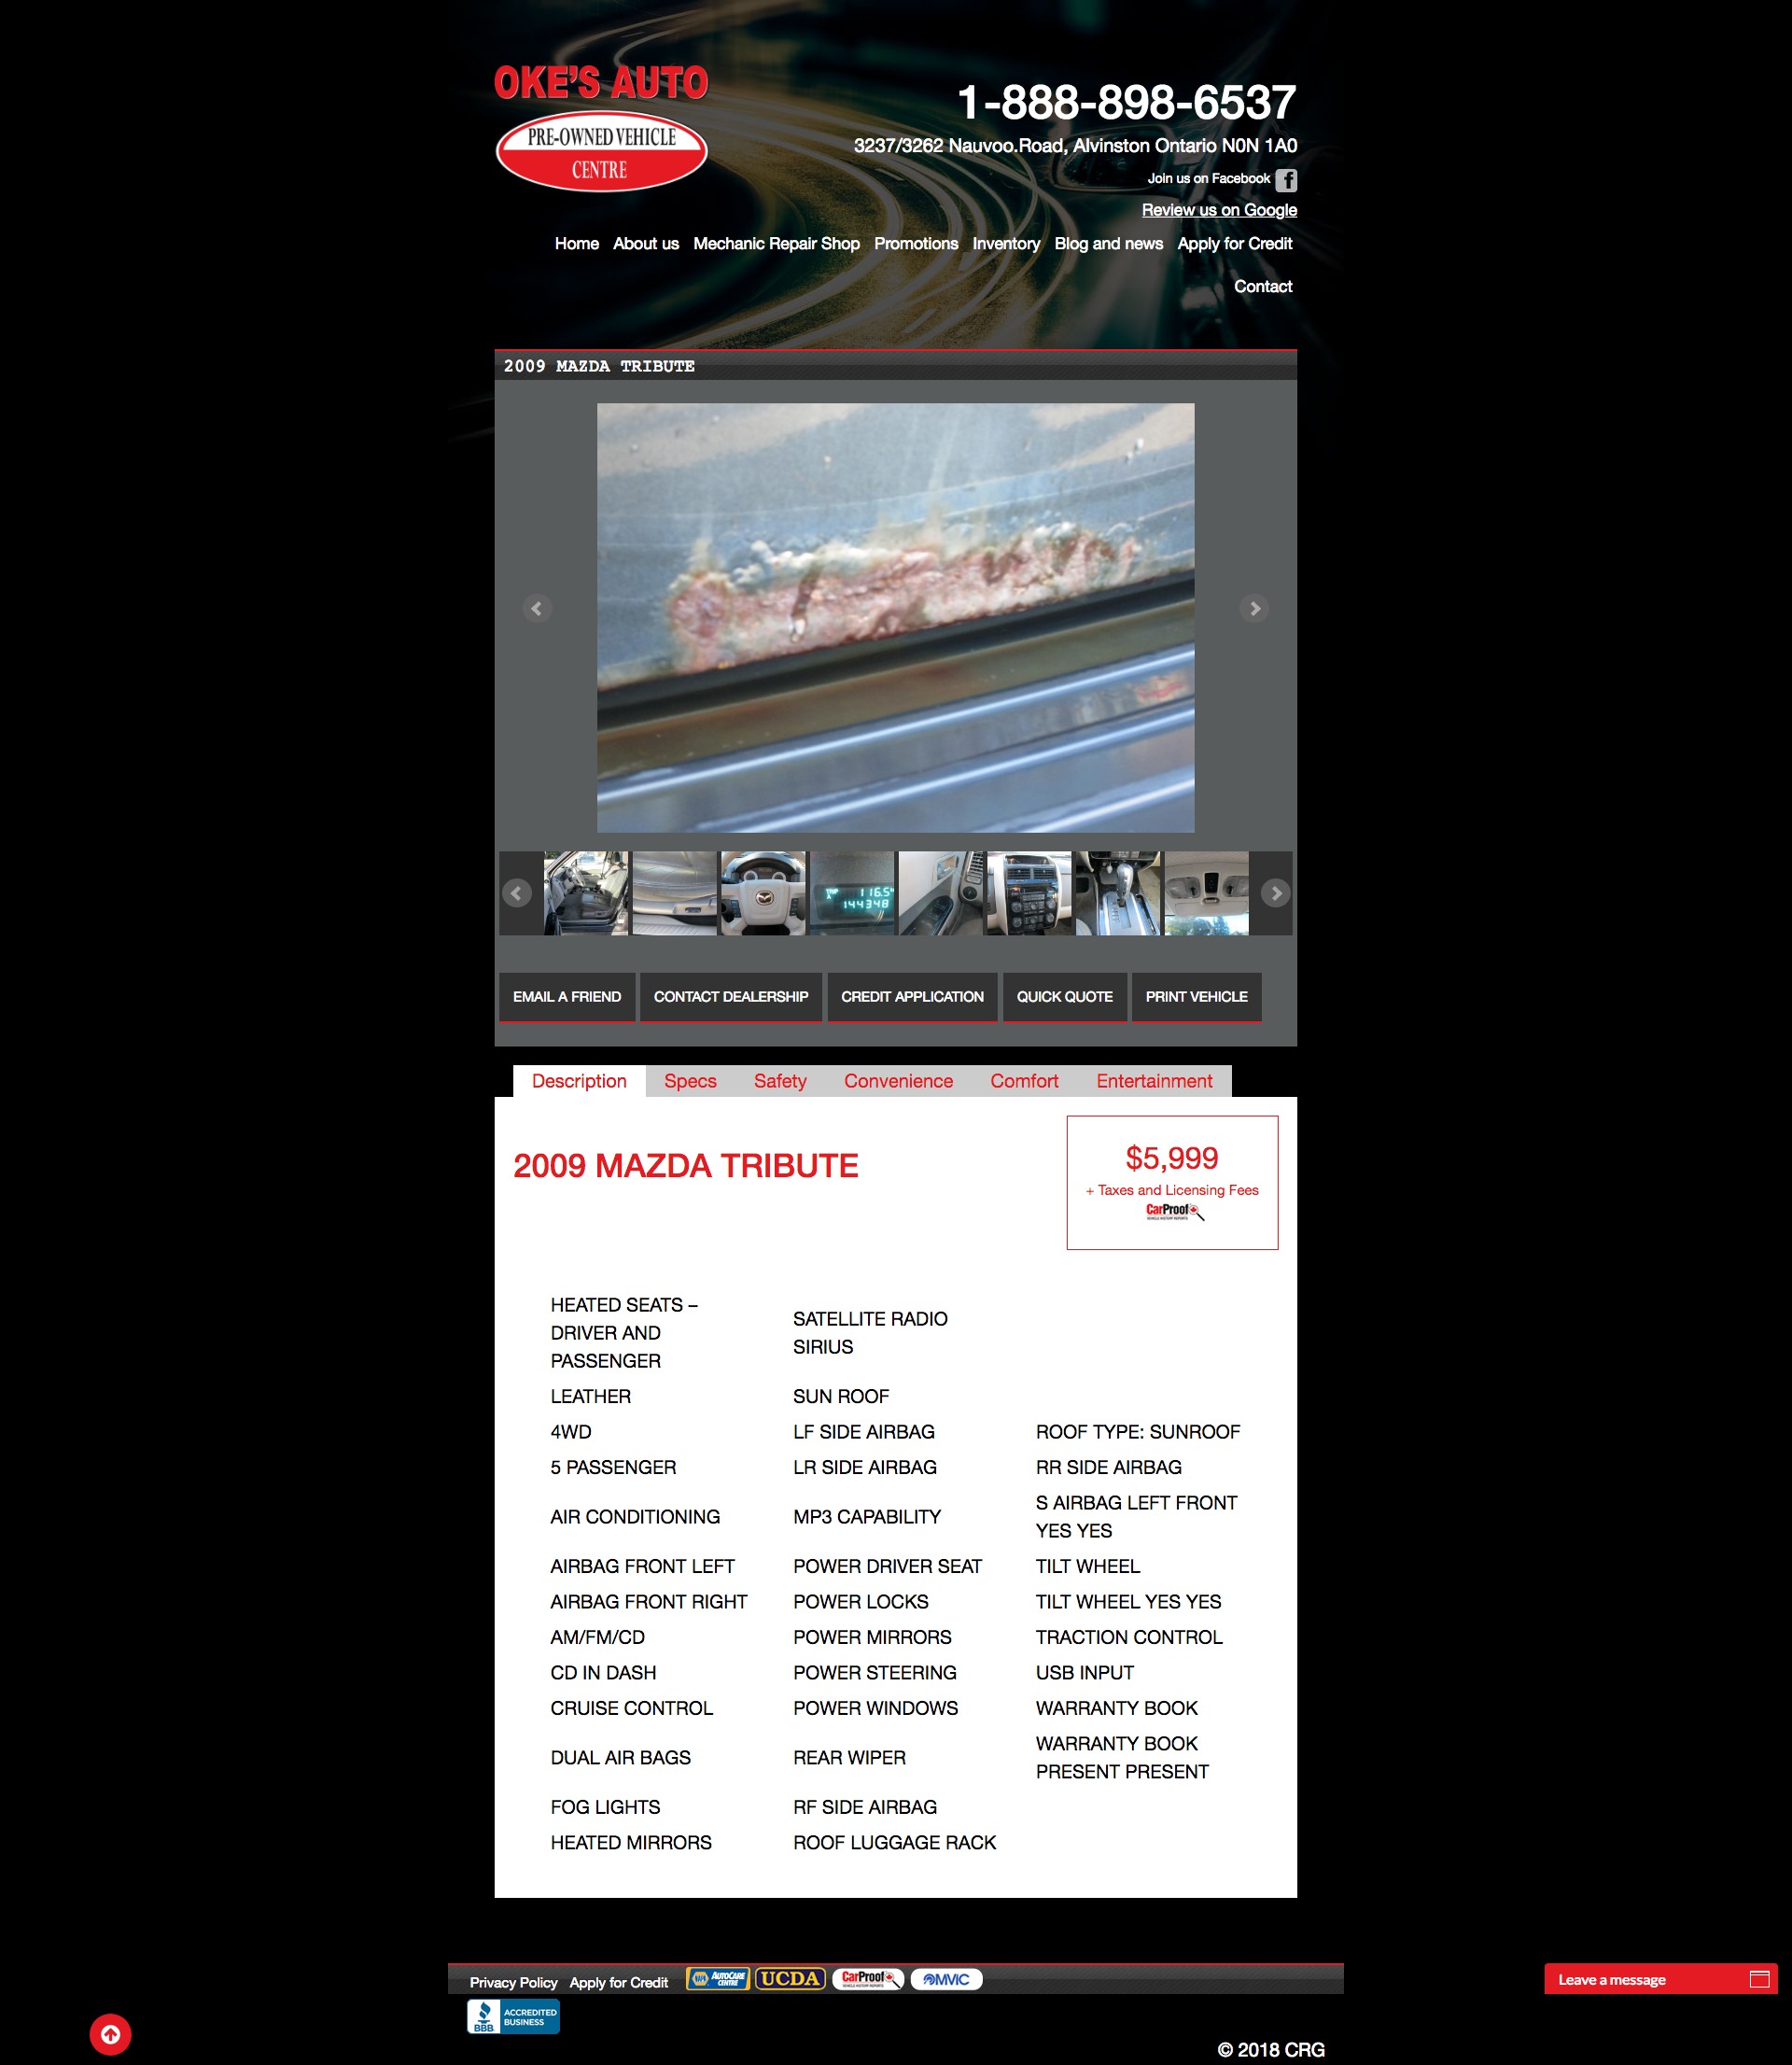 OKE'S AUTO
PRE-OWNED VEHICLE
CENTRE
1-888-898-6537
3237/3262 Nauvoo.Road, Alvinston Ontario N0N 1A0
Join us on Facebook
Review us on Google
Home About us Mechanic Repair Shop Promotions Inventory Blog and news Apply for Credit
Contact
2009 MAZDA TRIBUTE
116.5
144348
EMAIL A FRIEND CONTACT DEALERSHIP CREDIT APPLICATION QUICK QUOTE PRINT VEHICLE
Description Specs Safety Convenience Comfort Entertainment
2009 MAZDA TRIBUTE
$5,999
+ Taxes and Licensing Fees
CarProof
VEHICLE HISTORY REPORTS
HEATED SEATS –
DRIVER AND
PASSENGER
SATELLITE RADIO
SIRIUS
LEATHER SUN ROOF
4WD LF SIDE AIRBAG ROOF TYPE: SUNROOF
5 PASSENGER LR SIDE AIRBAG RR SIDE AIRBAG
AIR CONDITIONING MP3 CAPABILITY S AIRBAG LEFT FRONT
YES YES
AIRBAG FRONT LEFT POWER DRIVER SEAT TILT WHEEL
AIRBAG FRONT RIGHT POWER LOCKS TILT WHEEL YES YES
AM/FM/CD POWER MIRRORS TRACTION CONTROL
CD IN DASH POWER STEERING USB INPUT
CRUISE CONTROL POWER WINDOWS WARRANTY BOOK
DUAL AIR BAGS REAR WIPER WARRANTY BOOK
PRESENT PRESENT
FOG LIGHTS RF SIDE AIRBAG
HEATED MIRRORS ROOF LUGGAGE RACK
Privacy Policy Apply for Credit NAPA AUTOCARE CENTRE UCDA CarProof OMVIC
Leave a message
BBB ACCREDITED
BUSINESS
© 2018 CRG